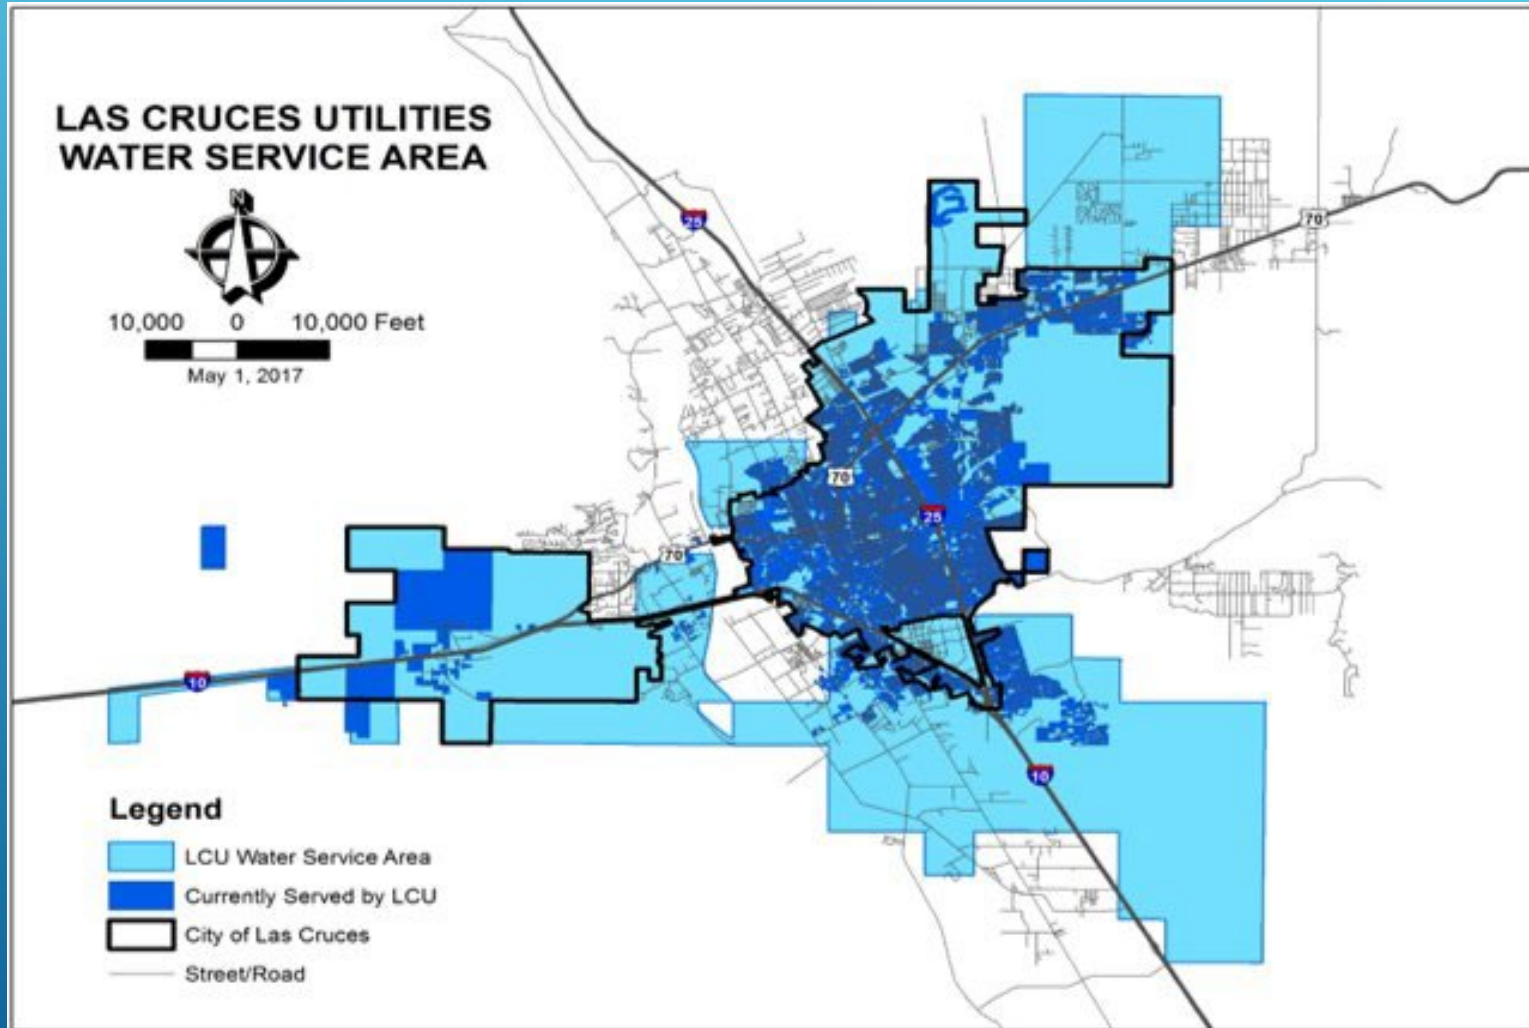 LAS CRUCES UTILITIES
WATER SERVICE AREA
N
10,000 0 10,000 Feet
May 1, 2017
25
70
70
25
70
10
10
Legend
LCU Water Service Area
Currently Served by LCU
City of Las Cruces
Street/Road